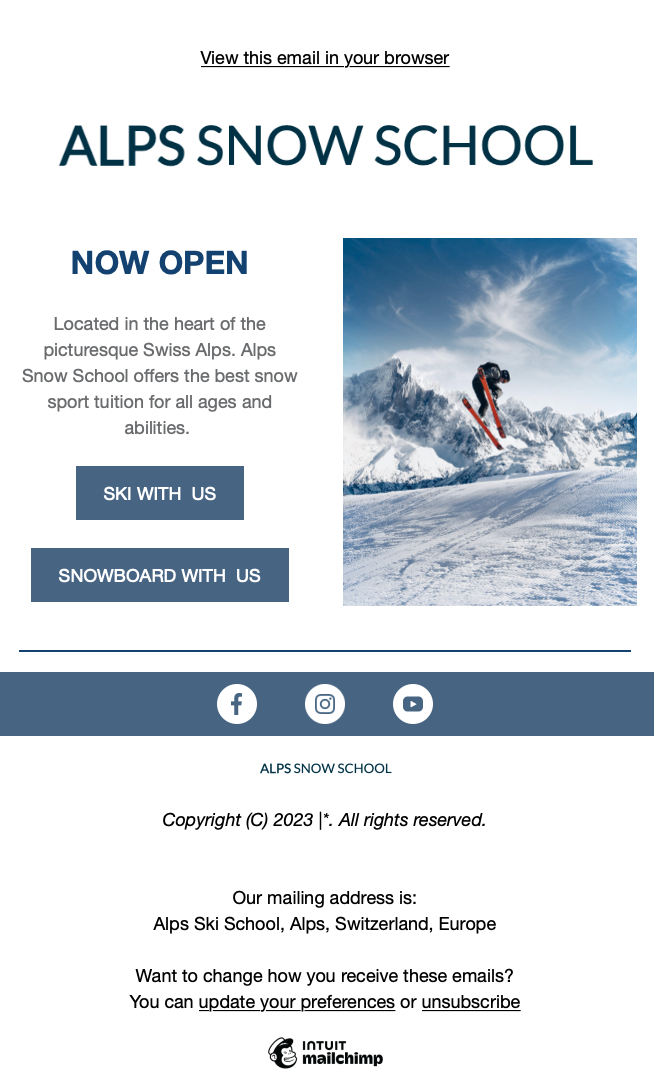 View this email in your browser
ALPS SNOW SCHOOL
NOW OPEN
Located in the heart of the
picturesque Swiss Alps. Alps
Snow School offers the best snow
sport tuition for all ages and
abilities.
SKI WITH  US
SNOWBOARD WITH  US
ALPS SNOW SCHOOL
Copyright (C) 2023 |*. All rights reserved.
Our mailing address is:
Alps Ski School, Alps, Switzerland, Europe
Want to change how you receive these emails?
You can update your preferences or unsubscribe
INTUIT
mailchimp